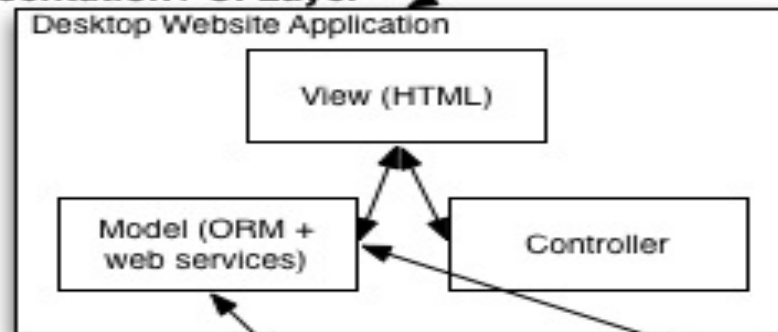 Desktop Website Application
View (HTML)
Model (ORM +
web services)
Controller